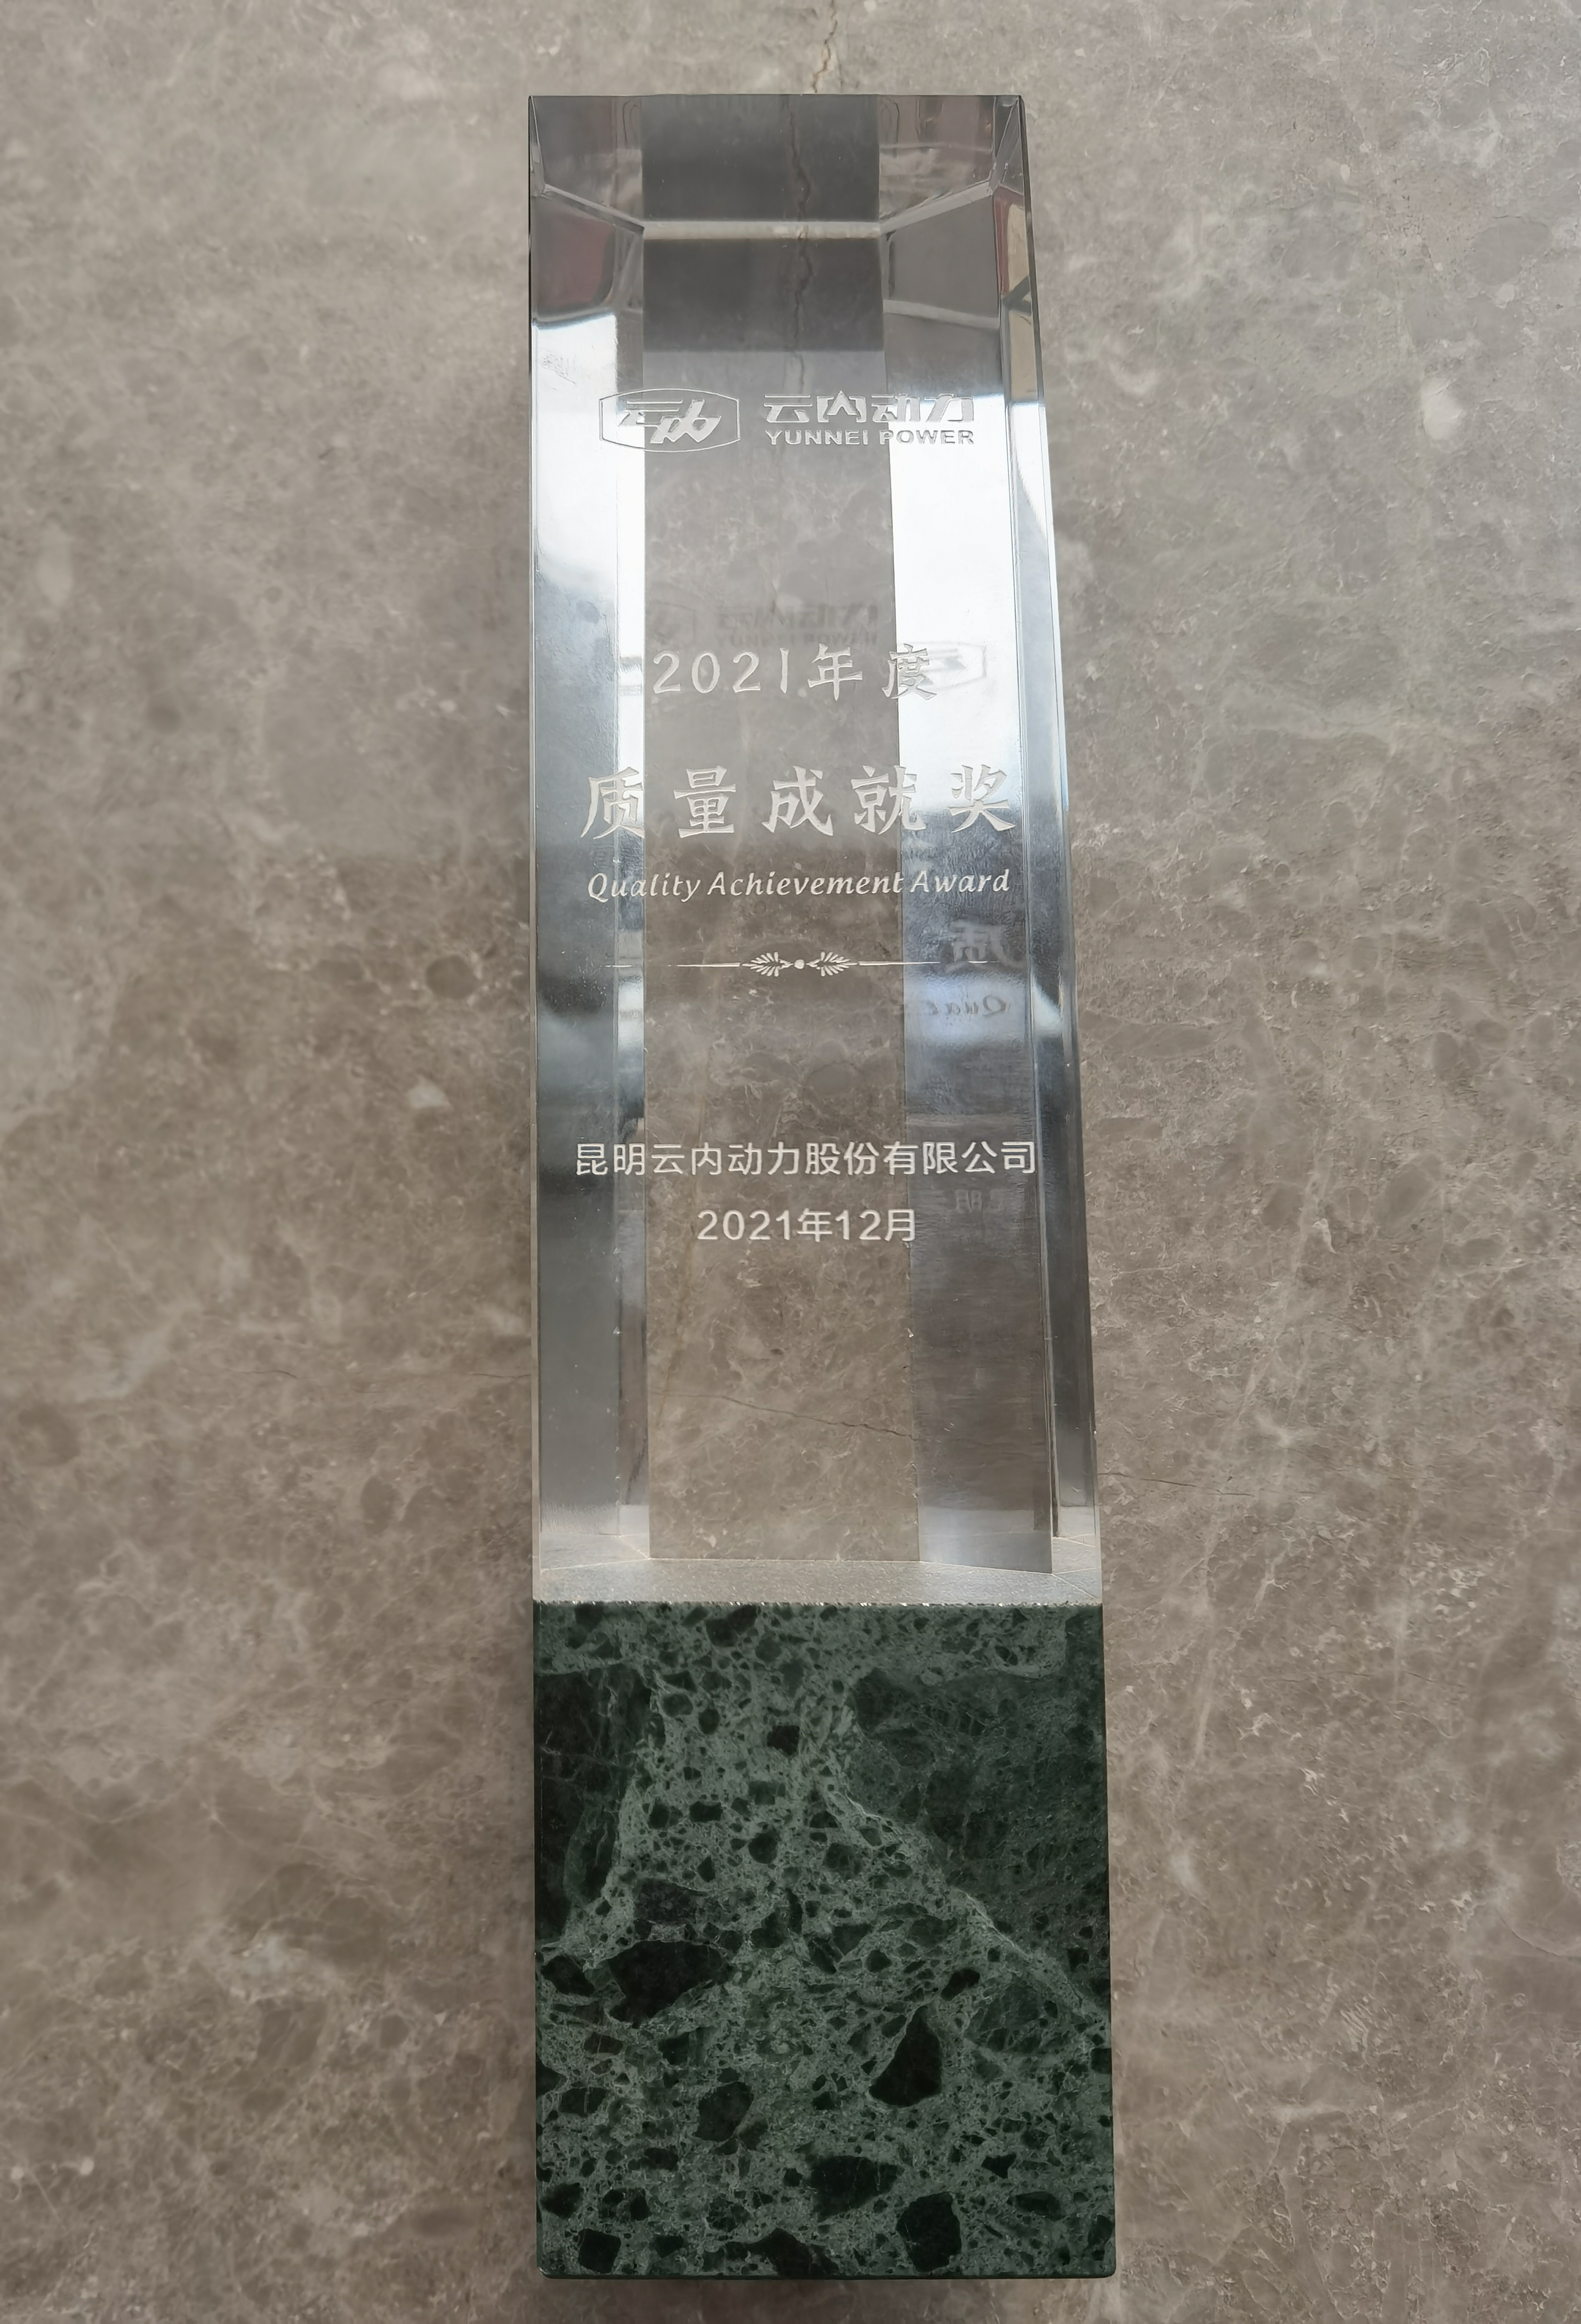 云内 云内动力
YUNNEI POWER
2021年度
质量成就奖
Quality Achievement Award
昆明云内动力股份有限公司
2021年12月